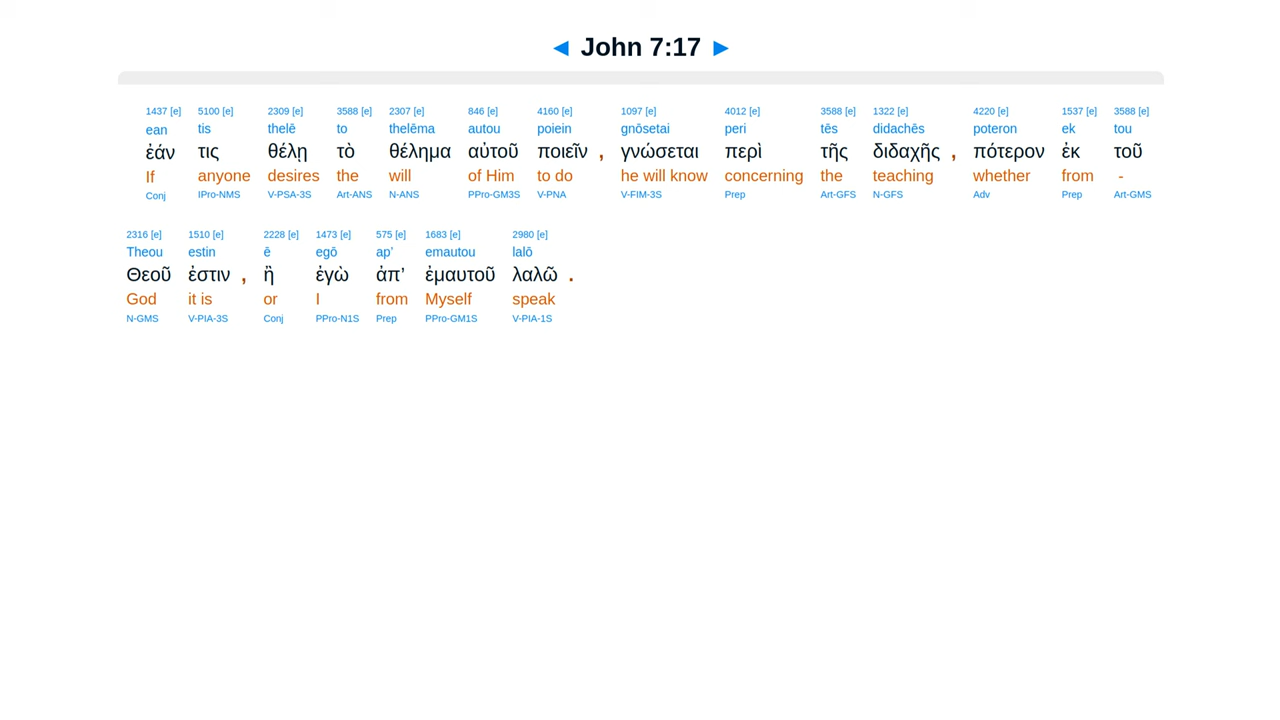 ◄ John 7:17 ►
1437 [e] 5100 [e] 2309 [e] 3588 [e] 2307 [e] 846 [e] 4160 [e] 1097 [e] 4012 [e] 3588 [e] 1322 [e] 4220 [e] 1537 [e] 3588 [e]
ean tis thelē to thelēma autou poiein gnōsetai peri tēs didachēs poteron ek tou
ἐάν τις θέλῃ τὸ θέλημα αὐτοῦ ποιεῖν , γνώσεται περὶ τῆς διδαχῆς , πότερον ἐκ τοῦ
If anyone desires the will of Him to do he will know concerning the teaching whether from -
Conj IPro-NMS V-PSA-3S Art-ANS N-ANS PPro-GM3S V-PNA V-FIM-3S Prep Art-GFS N-GFS Adv Prep Art-GMS
2316 [e] 1510 [e] 2228 [e] 1473 [e] 575 [e] 1683 [e] 2980 [e]
Theou estin ē egō ap’ emautou lalō
Θεοῦ ἐστιν , ἢ ἐγὼ ἀπ’ ἐμαυτοῦ λαλῶ .
God it is or I from Myself speak
N-GMS V-PIA-3S Conj PPro-N1S Prep PPro-GM1S V-PIA-1S